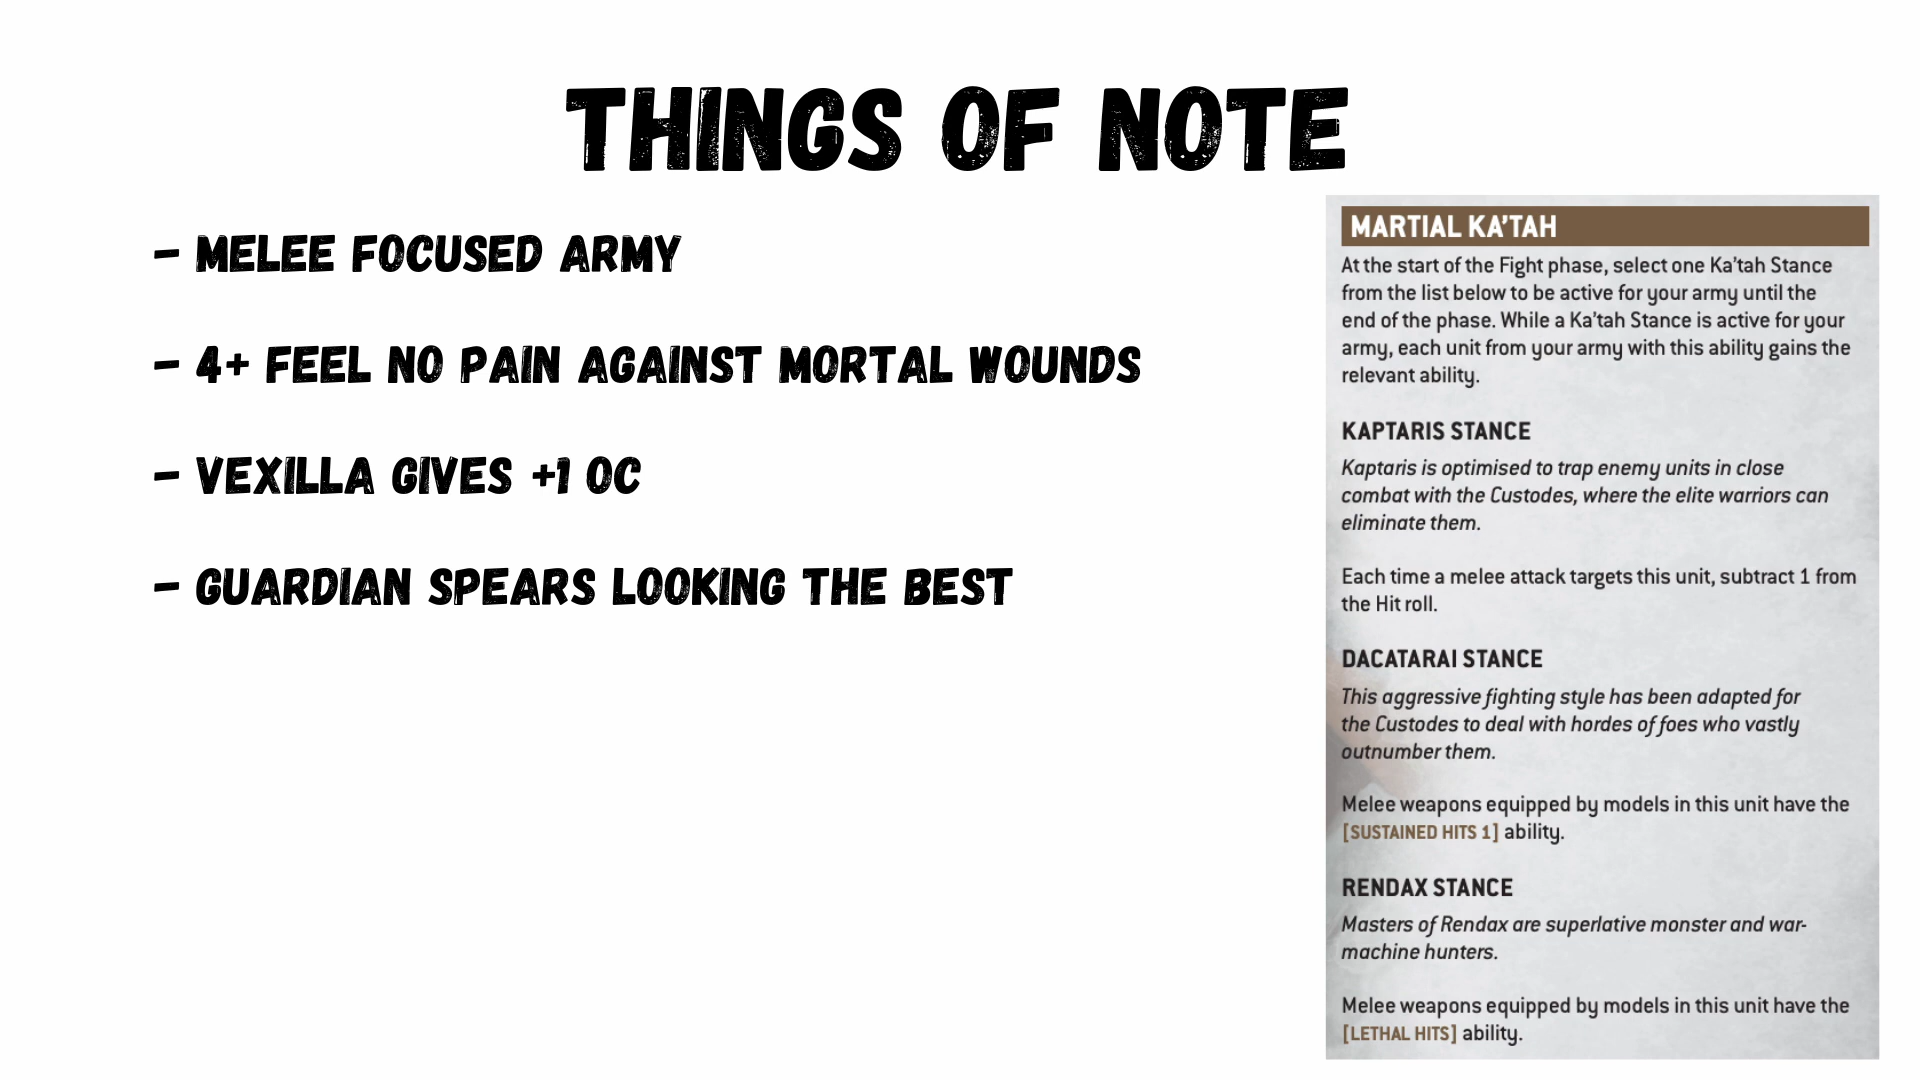 THINGS OF NOTE
- MELEE FOCUSED ARMY
- 4+ FEEL NO PAIN AGAINST MORTAL WOUNDS
- VEXILLA GIVES +1 OC
- GUARDIAN SPEARS LOOKING THE BEST
MARTIAL KA'TAH
At the start of the Fight phase, select one Ka'tah Stance
from the list below to be active for your army until the
end of the phase. While a Ka'tah Stance is active for your
army, each unit from your army with this ability gains the
relevant ability.
KAPTARIS STANCE
Kaptaris is optimised to trap enemy units in close
combat with the Custodes, where the elite warriors can
eliminate them.
Each time a melee attack targets this unit, subtract 1 from
the Hit roll.
DACATARAI STANCE
This aggressive fighting style has been adapted for
the Custodes to deal with hordes of foes who vastly
outnumber them.
Melee weapons equipped by models in this unit have the
[SUSTAINED HITS 1] ability.
RENDAX STANCE
Masters of Rendax are superlative monster and war-
machine hunters.
Melee weapons equipped by models in this unit have the
[LETHAL HITS] ability.